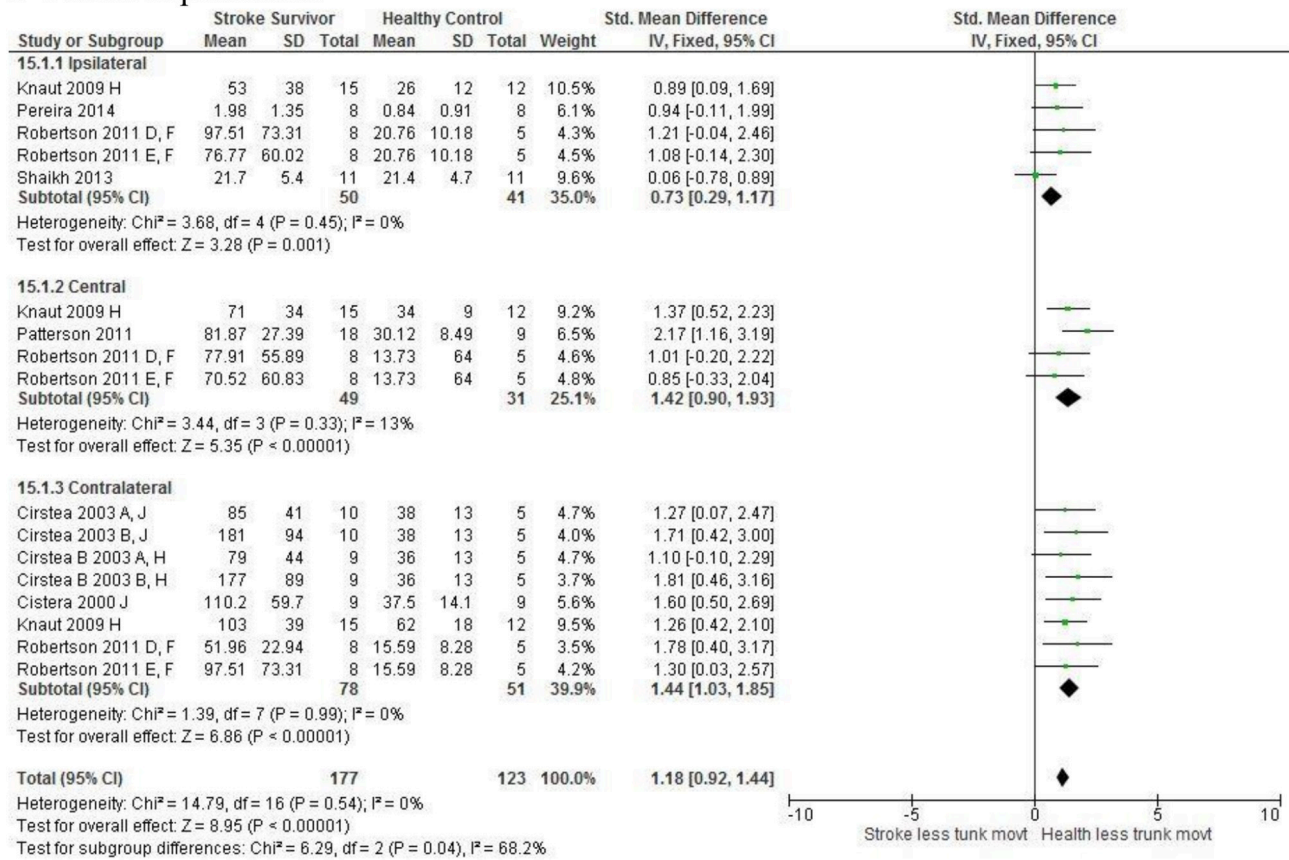 Stroke Survivor Healthy Control Std. Mean Difference Std. Mean Difference
Study or Subgroup Mean SD Total Mean SD Total Weight IV, Fixed, 95% CI IV, Fixed, 95% CI
15.1.1 Ipsilateral
Knaut 2009 H 53 38 15 26 12 12 10.5% 0.89 [0.09, 1.69]
Pereira 2014 1.98 1.35 8 0.84 0.91 8 6.1% 0.94 [-0.11, 1.99]
Robertson 2011 D, F 97.51 73.31 8 20.76 10.18 5 4.3% 1.21 [-0.04, 2.46]
Robertson 2011 E, F 76.77 60.02 8 20.76 10.18 5 4.5% 1.08 [-0.14, 2.30]
Shaikh 2013 21.7 5.4 11 21.4 4.7 11 9.6% 0.06 [-0.78, 0.89]
Subtotal (95% CI) 50 41 35.0% 0.73 [0.29, 1.17]
Heterogeneity: Chi² = 3.68, df = 4 (P = 0.45); I² = 0%
Test for overall effect: Z = 3.28 (P = 0.001)
15.1.2 Central
Knaut 2009 H 71 34 15 34 9 12 9.2% 1.37 [0.52, 2.23]
Patterson 2011 81.87 27.39 18 30.12 8.49 9 6.5% 2.17 [1.16, 3.19]
Robertson 2011 D, F 77.91 55.89 8 13.73 64 5 4.6% 1.01 [-0.20, 2.22]
Robertson 2011 E, F 70.52 60.83 8 13.73 64 5 4.8% 0.85 [-0.33, 2.04]
Subtotal (95% CI) 49 31 25.1% 1.42 [0.90, 1.93]
Heterogeneity: Chi² = 3.44, df = 3 (P = 0.33); I² = 13%
Test for overall effect: Z = 5.35 (P < 0.00001)
15.1.3 Contralateral
Cirstea 2003 A, J 85 41 10 38 13 5 4.7% 1.27 [0.07, 2.47]
Cirstea 2003 B, J 181 94 10 38 13 5 4.0% 1.71 [0.42, 3.00]
Cirstea B 2003 A, H 79 44 9 36 13 5 4.7% 1.10 [-0.10, 2.29]
Cirstea B 2003 B, H 177 89 9 36 13 5 3.7% 1.81 [0.46, 3.16]
Cistera 2000 J 110.2 59.7 9 37.5 14.1 9 5.6% 1.60 [0.50, 2.69]
Knaut 2009 H 103 39 15 62 18 12 9.5% 1.26 [0.42, 2.10]
Robertson 2011 D, F 51.96 22.94 8 15.59 8.28 5 3.5% 1.78 [0.40, 3.17]
Robertson 2011 E, F 97.51 73.31 8 15.59 8.28 5 4.2% 1.30 [0.03, 2.57]
Subtotal (95% CI) 78 51 39.9% 1.44 [1.03, 1.85]
Heterogeneity: Chi² = 1.39, df = 7 (P = 0.99); I² = 0%
Test for overall effect: Z = 6.86 (P < 0.00001)
Total (95% CI) 177 123 100.0% 1.18 [0.92, 1.44]
Heterogeneity: Chi² = 14.79, df = 16 (P = 0.54); I² = 0%
Test for overall effect: Z = 8.95 (P < 0.00001)
Test for subgroup differences: Chi² = 6.29, df = 2 (P = 0.04), I² = 68.2%
-10 -5 0 5 10
Stroke less tunk movt Health less trunk movt